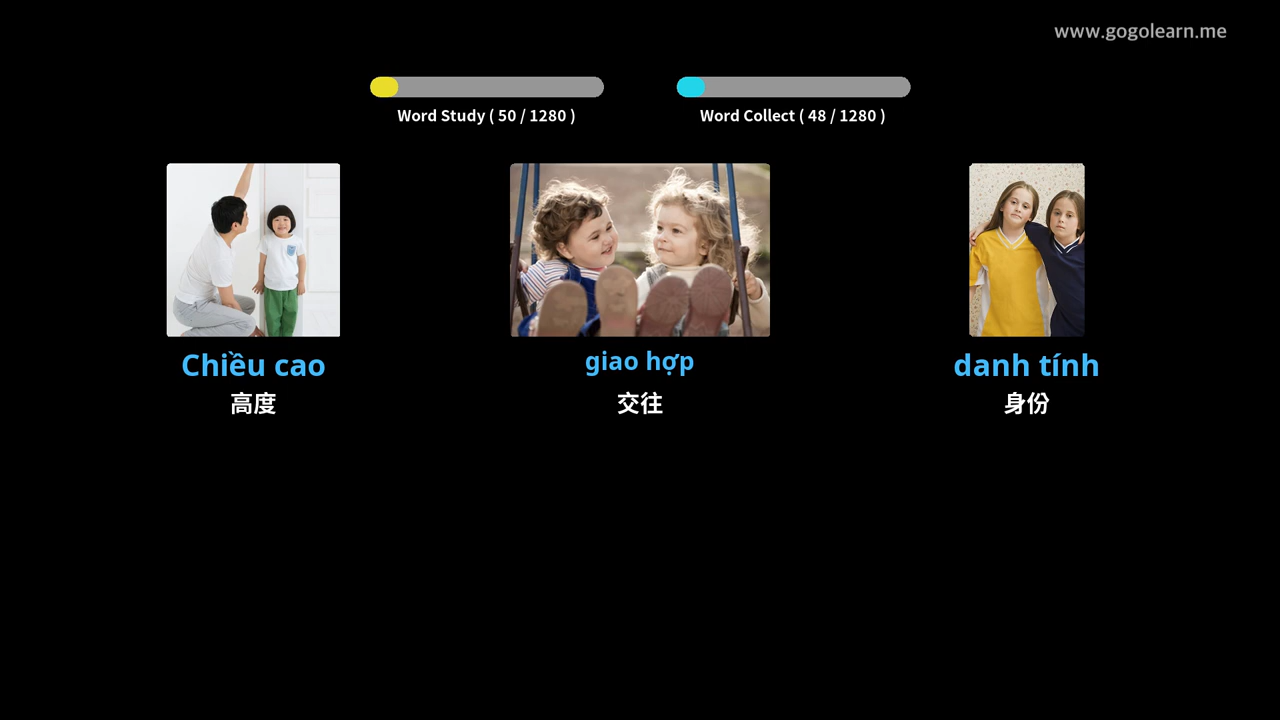 www.gogolearn.me
Word Study ( 50 / 1280 )
Word Collect ( 48 / 1280 )
Chiều cao
giao hợp
danh tính
高度
交往
身份